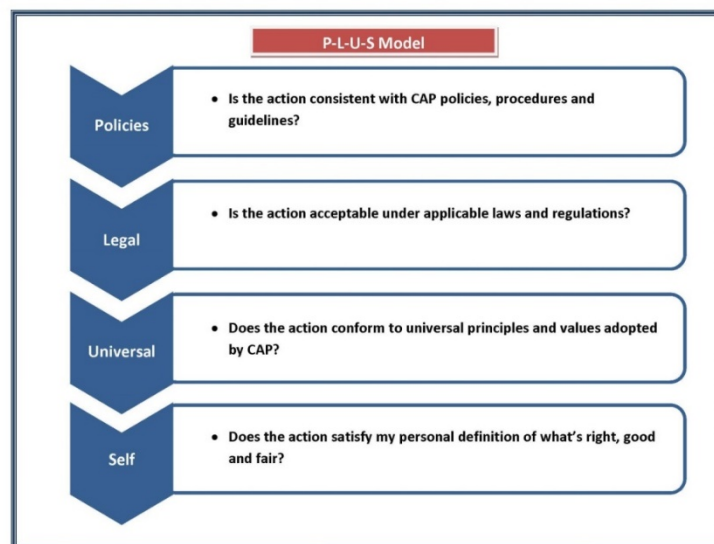 P-L-U-S Model
Policies
• Is the action consistent with CAP policies, procedures and
guidelines?
Legal
• Is the action acceptable under applicable laws and regulations?
Universal
• Does the action conform to universal principles and values adopted
by CAP?
Self
• Does the action satisfy my personal definition of what's right, good
and fair?